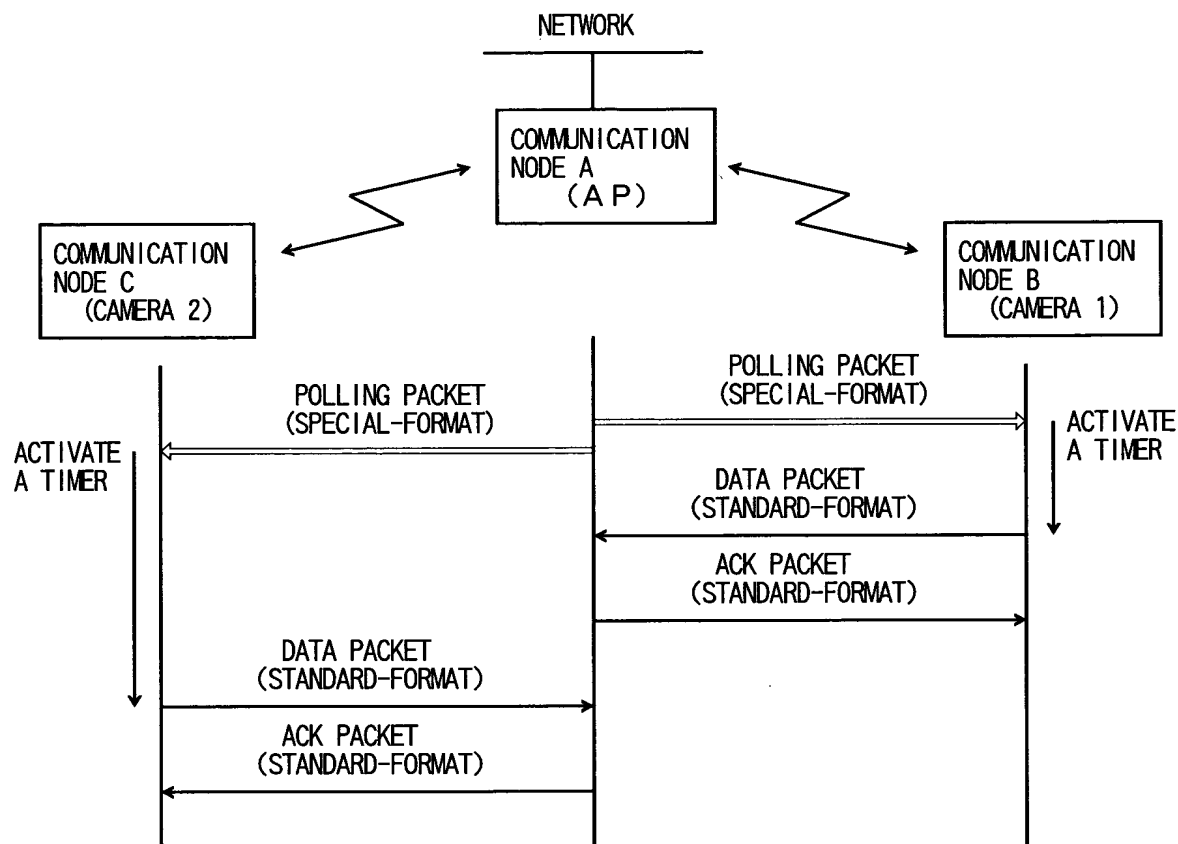 NETWORK
COMMUNICATION
NODE A
(AP)
COMMUNICATION
NODE C
(CAMERA 2)
COMMUNICATION
NODE B
(CAMERA 1)
POLLING PACKET
(SPECIAL-FORMAT)
POLLING PACKET
(SPECIAL-FORMAT)
ACTIVATE
A TIMER
ACTIVATE
A TIMER
DATA PACKET
(STANDARD-FORMAT)
ACK PACKET
(STANDARD-FORMAT)
DATA PACKET
(STANDARD-FORMAT)
ACK PACKET
(STANDARD-FORMAT)